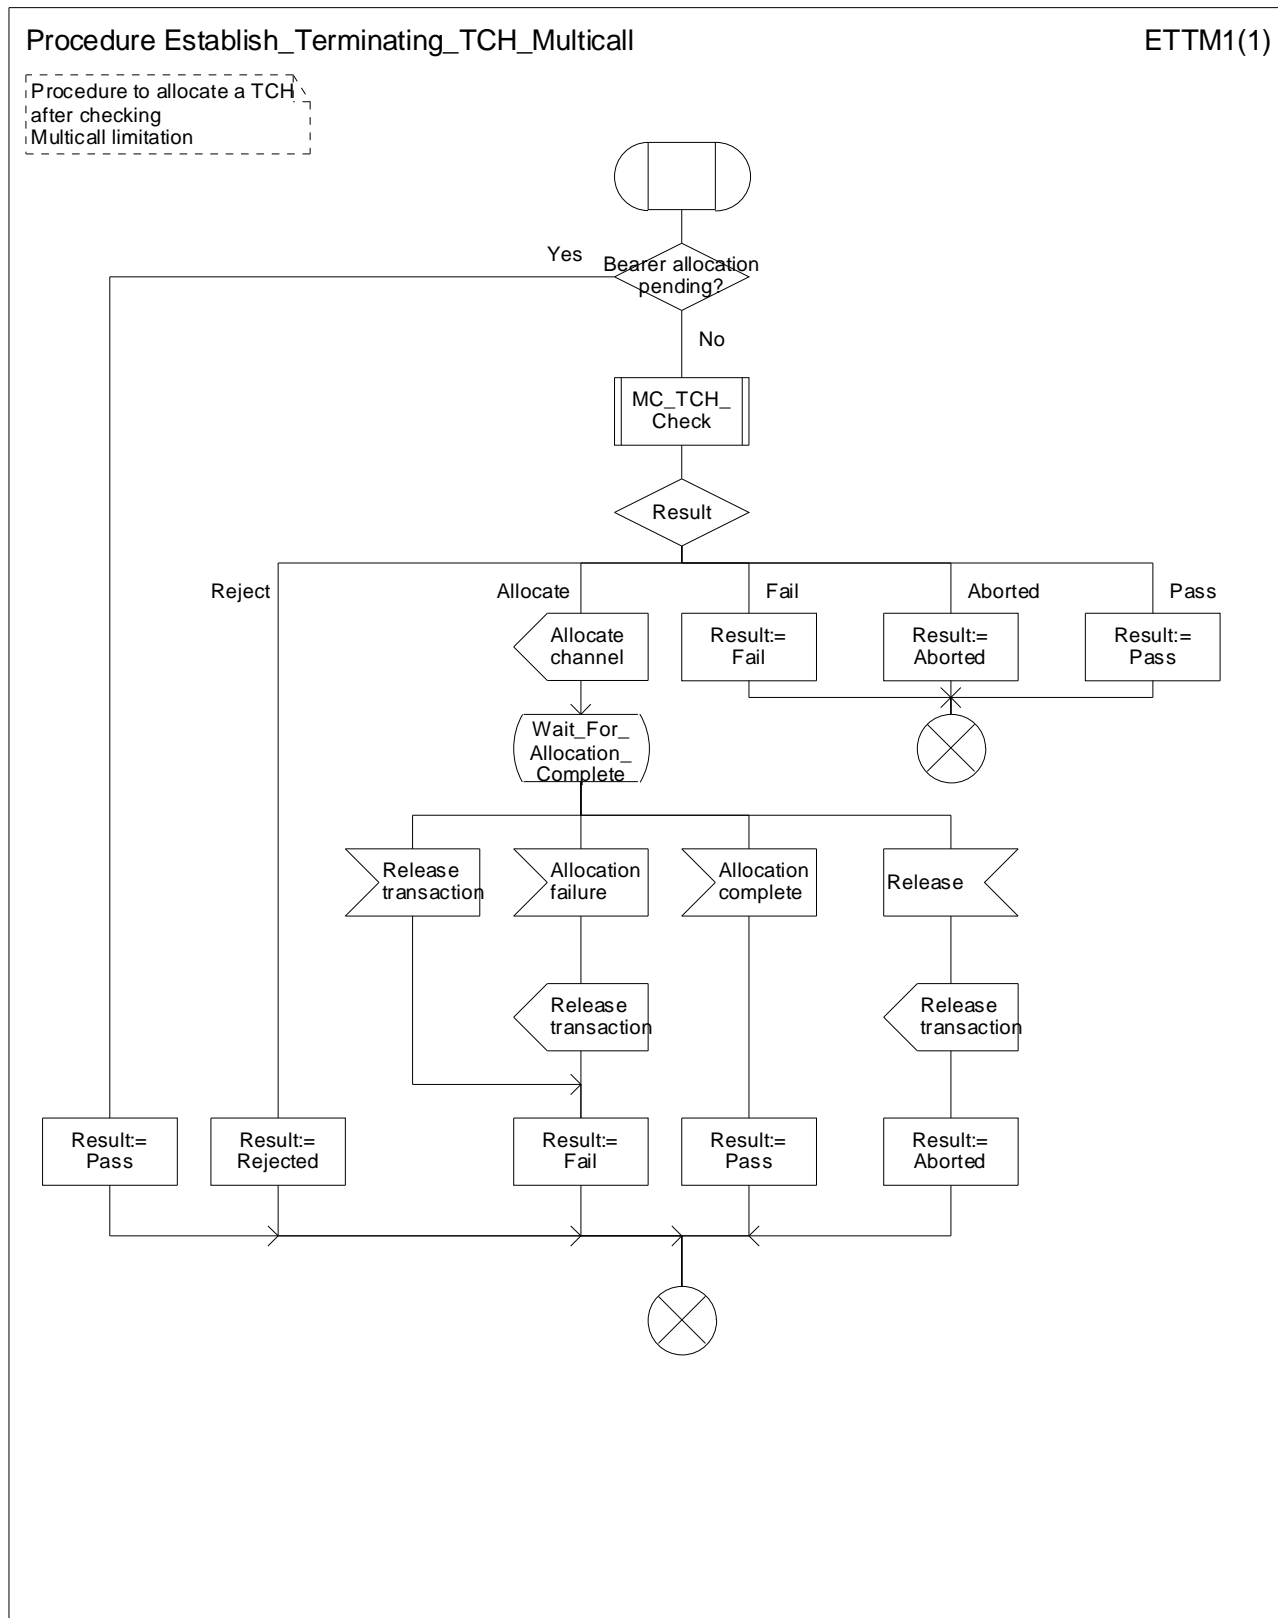 Procedure Establish_Terminating_TCH_Multicall
ETTM1(1)
Procedure to allocate a TCH
after checking
Multicall limitation
Yes
Bearer allocation
pending?
No
MC_TCH_
Check
Result
Reject
Allocate
Fail
Aborted
Pass
Allocate
channel
Result:=
Fail
Result:=
Aborted
Result:=
Pass
Wait_For_
Allocation_
Complete
Release
transaction
Allocation
failure
Allocation
complete
Release
Release
transaction
Release
transaction
Result:=
Pass
Result:=
Rejected
Result:=
Fail
Result:=
Pass
Result:=
Aborted